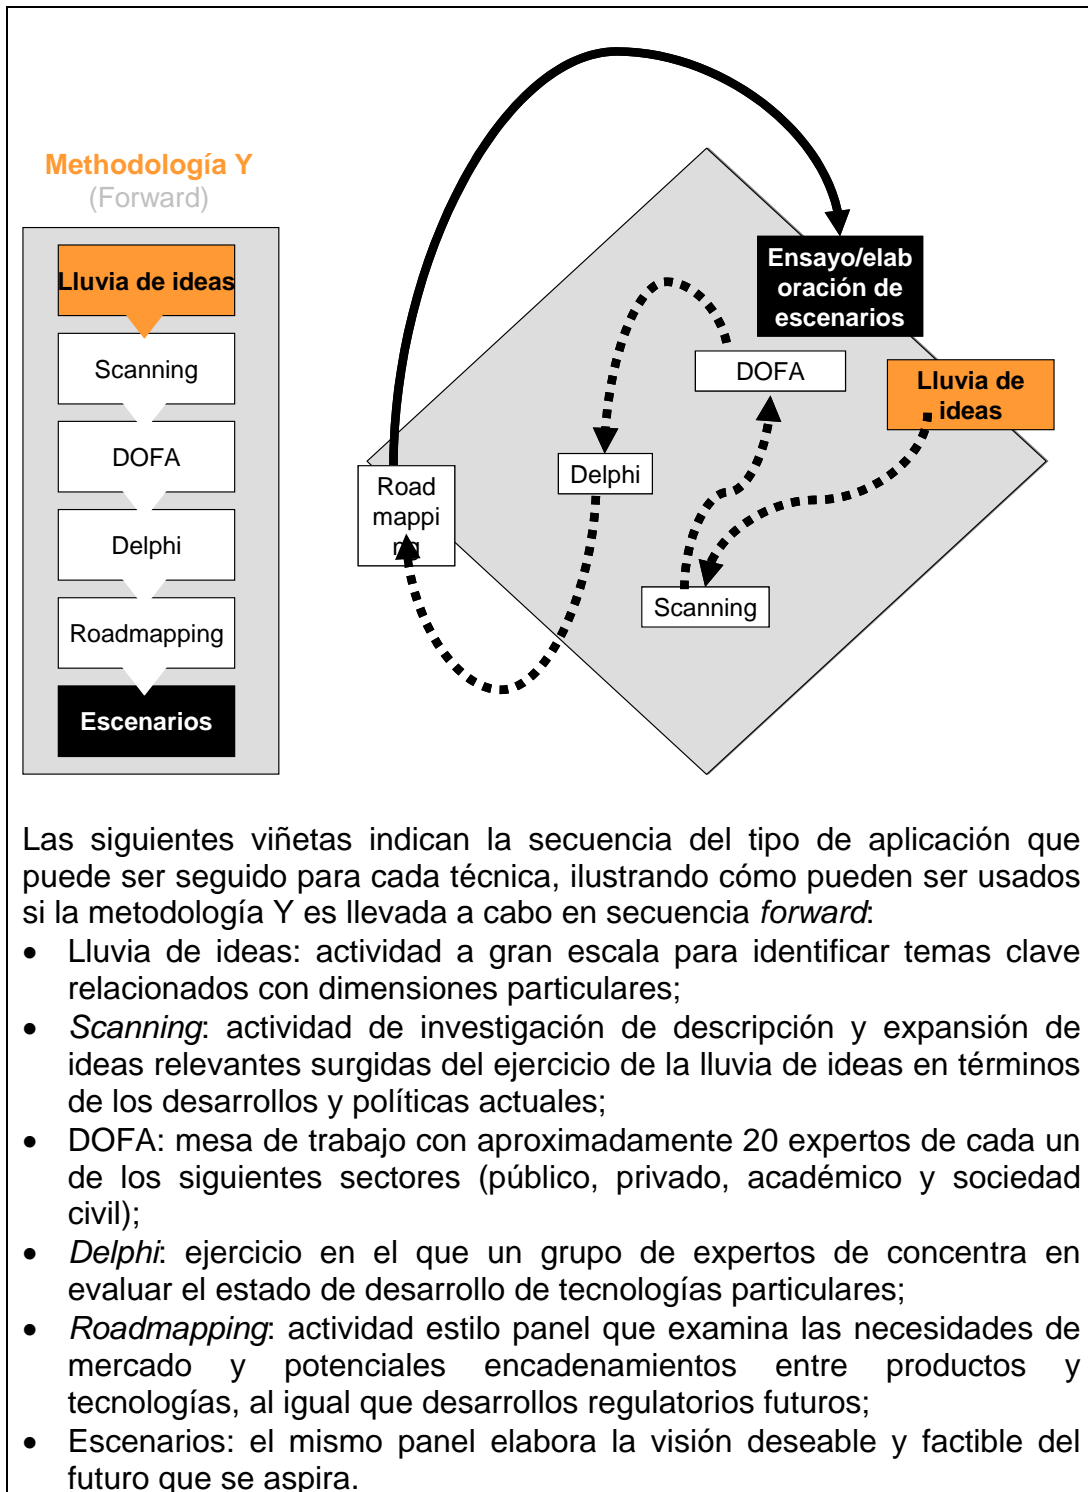 Methodología Y
(Forward)
Lluvia de ideas
Scanning
DOFA
Delphi
Roadmapping
Escenarios
Ensayo/elab
oración de
escenarios
DOFA
Lluvia de
ideas
Delphi
Road
mappi
ng
Scanning
Las siguientes viñetas indican la secuencia del tipo de aplicación que
puede ser seguido para cada técnica, ilustrando cómo pueden ser usados
si la metodología Y es llevada a cabo en secuencia forward:
• Lluvia de ideas: actividad a gran escala para identificar temas clave
relacionados con dimensiones particulares;
• Scanning: actividad de investigación de descripción y expansión de
ideas relevantes surgidas del ejercicio de la lluvia de ideas en términos
de los desarrollos y políticas actuales;
• DOFA: mesa de trabajo con aproximadamente 20 expertos de cada un
de los siguientes sectores (público, privado, académico y sociedad
civil);
• Delphi: ejercicio en el que un grupo de expertos de concentra en
evaluar el estado de desarrollo de tecnologías particulares;
• Roadmapping: actividad estilo panel que examina las necesidades de
mercado y potenciales encadenamientos entre productos y
tecnologías, al igual que desarrollos regulatorios futuros;
• Escenarios: el mismo panel elabora la visión deseable y factible del
futuro que se aspira.